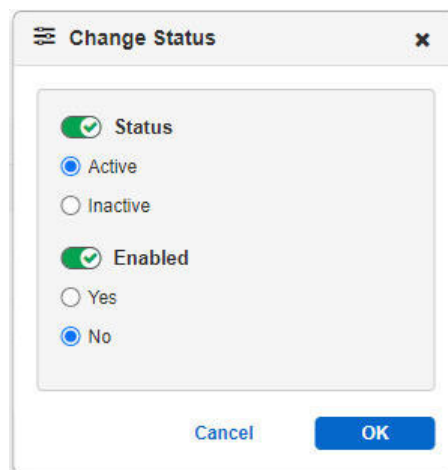 Change Status
Status
Active
Inactive
Enabled
Yes
No
Cancel OK